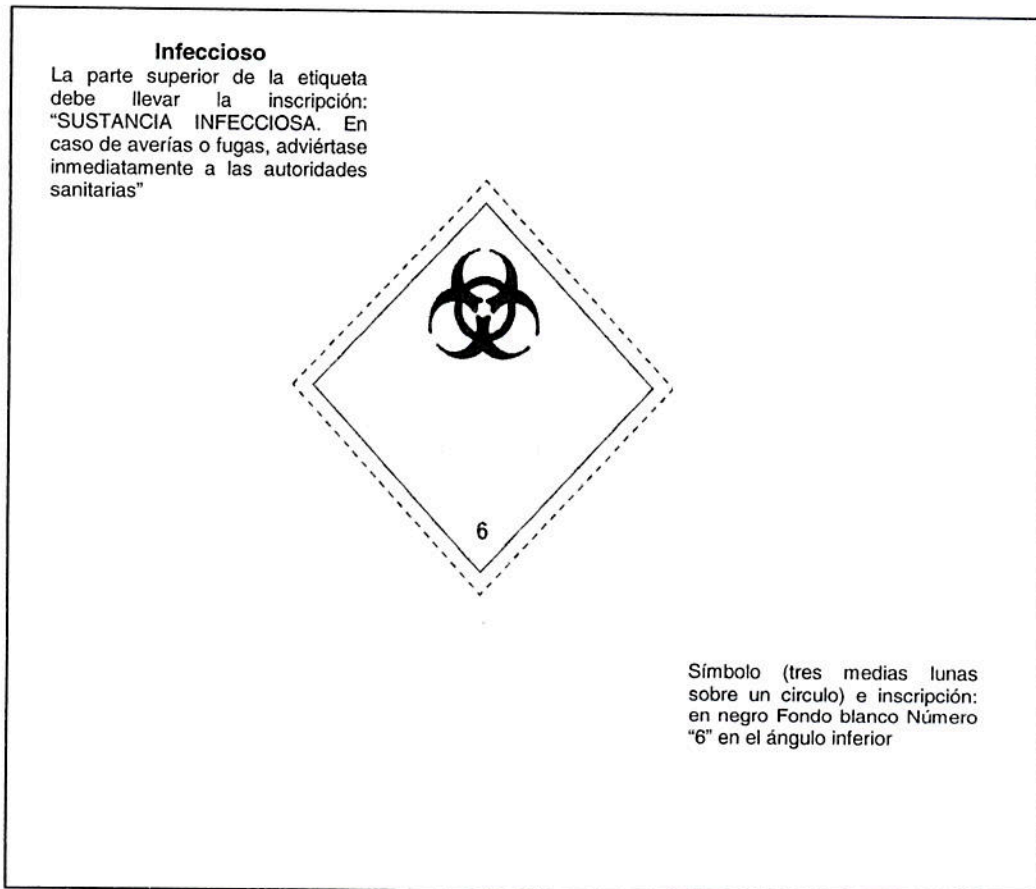 Infeccioso
La parte superior de la etiqueta
debe llevar la inscripción:
“SUSTANCIA INFECCIOSA. En
caso de averías o fugas, adviértase
inmediatamente a las autoridades
sanitarias”
6
Símbolo (tres medias lunas
sobre un circulo) e inscripción:
en negro Fondo blanco Número
“6” en el ángulo inferior